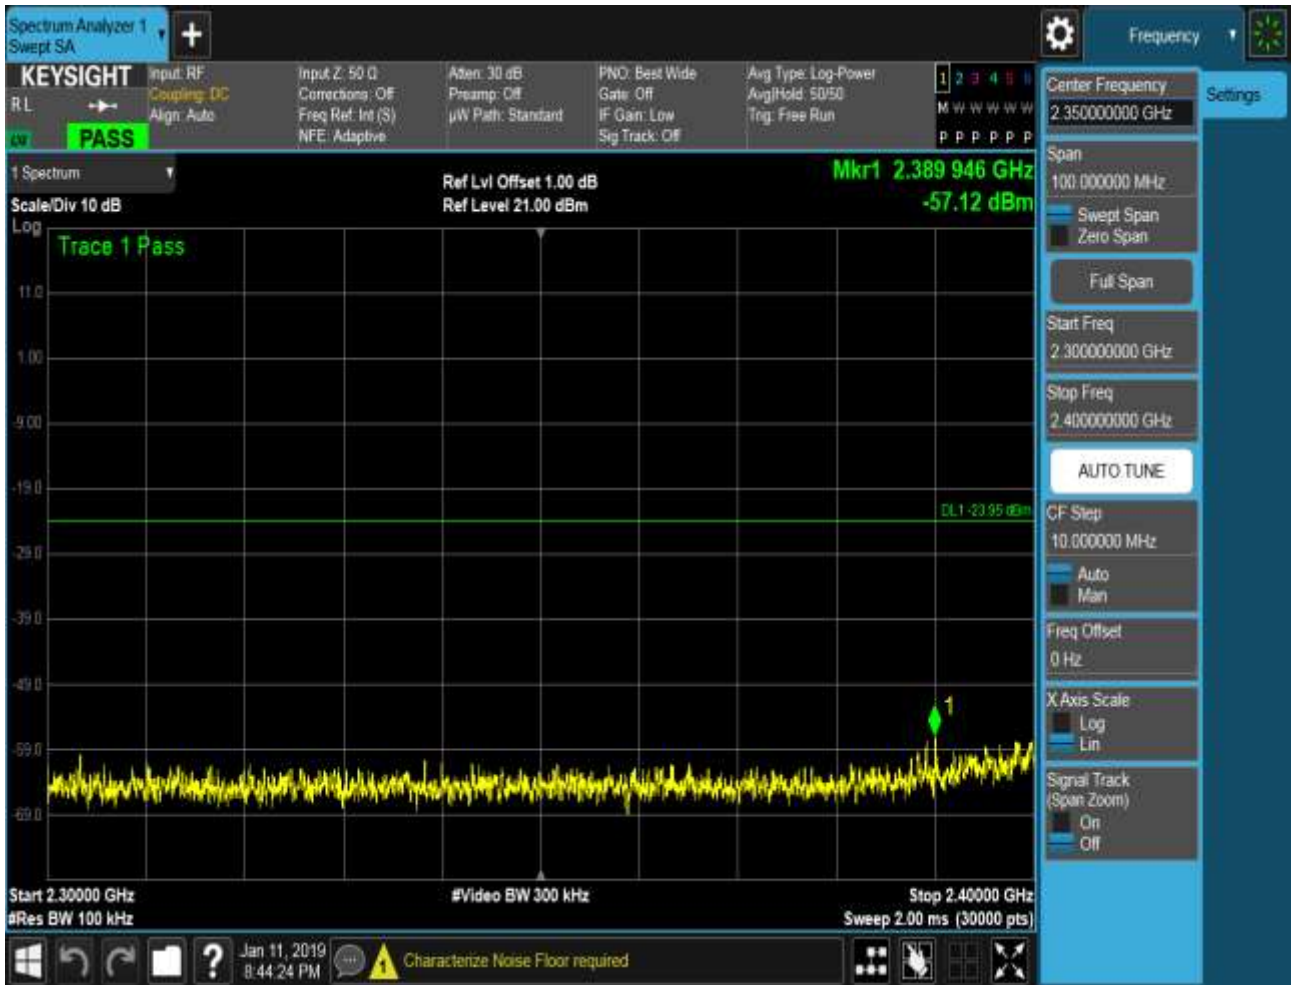 Spectrum Analyzer 1
Swept SA
Frequency
KEYSIGHT
Input: RF
Coupling: DC
Align: Auto
Input Z: 50 Ω
Corrections: Off
Freq Ref: Int (S)
NFE: Adaptive
Atten: 30 dB
Preamp: Off
µW Path: Standard
PNO: Best Wide
Gate: Off
IF Gain: Low
Sig Track: Off
Avg Type: Log-Power
Avg|Hold: 50/50
Trig: Free Run
1 2 3 4 5 6
M W W W W W
P P P P P P
R L
PASS
Center Frequency
2.350000000 GHz
Settings
1 Spectrum
Scale/Div 10 dB
Ref Lvl Offset 1.00 dB
Ref Level 21.00 dBm
Mkr1 2.389 946 GHz
-57.12 dBm
Log
Trace 1 Pass
11.0
1.00
-9.00
-19.0
-29.0
-39.0
-49.0
-59.0
-69.0
DL1 -23.95 dBm
1
Start 2.30000 GHz
#Res BW 100 kHz
#Video BW 300 kHz
Stop 2.40000 GHz
Sweep 2.00 ms (30000 pts)
Span
100.000000 MHz
Swept Span
Zero Span
Full Span
Start Freq
2.300000000 GHz
Stop Freq
2.400000000 GHz
AUTO TUNE
CF Step
10.000000 MHz
Auto
Man
Freq Offset
0 Hz
X Axis Scale
Log
Lin
Signal Track
(Span Zoom)
On
Off
?
Jan 11, 2019
8:44:24 PM
1
Characterize Noise Floor required